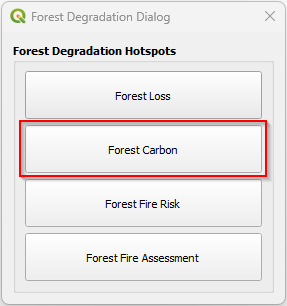 Forest Degradation Dialog
Forest Degradation Hotspots
Forest Loss
Forest Carbon
Forest Fire Risk
Forest Fire Assessment